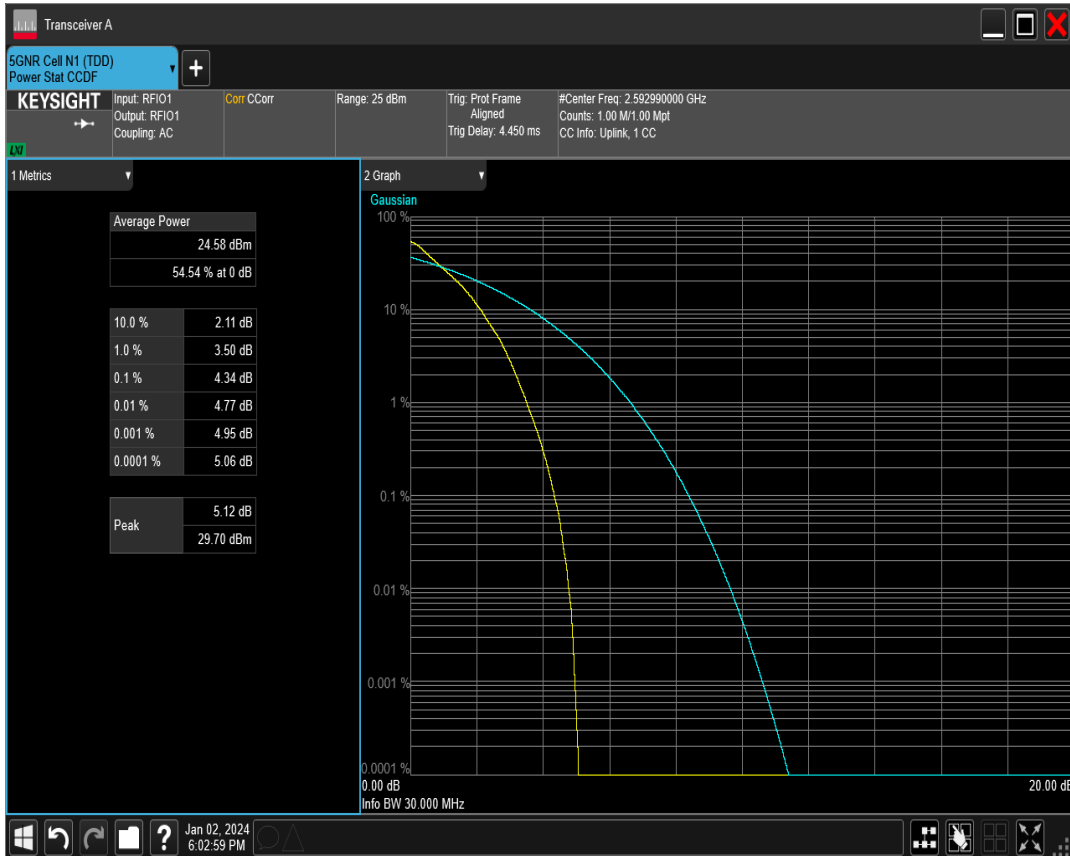 Transceiver A
5GNR Cell N1 (TDD)
Power Stat CCDF
+
KEYSIGHT
LXI
Input: RFIO1
Output: RFIO1
Coupling: AC
Corr CCorr
Range: 25 dBm
Trig: Prot Frame
Aligned
Trig Delay: 4.450 ms
#Center Freq: 2.592990000 GHz
Counts: 1.00 M/1.00 Mpt
CC Info: Uplink, 1 CC
1 Metrics
Average Power
24.58 dBm
54.54 % at 0 dB
10.0 % 2.11 dB
1.0 % 3.50 dB
0.1 % 4.34 dB
0.01 % 4.77 dB
0.001 % 4.95 dB
0.0001 % 5.06 dB
Peak
5.12 dB
29.70 dBm
2 Graph
Gaussian
100 %
10 %
1 %
0.1 %
0.01 %
0.001 %
0.0001 %
0.00 dB
20.00 dB
Info BW 30.000 MHz
?
Jan 02, 2024
6:02:59 PM